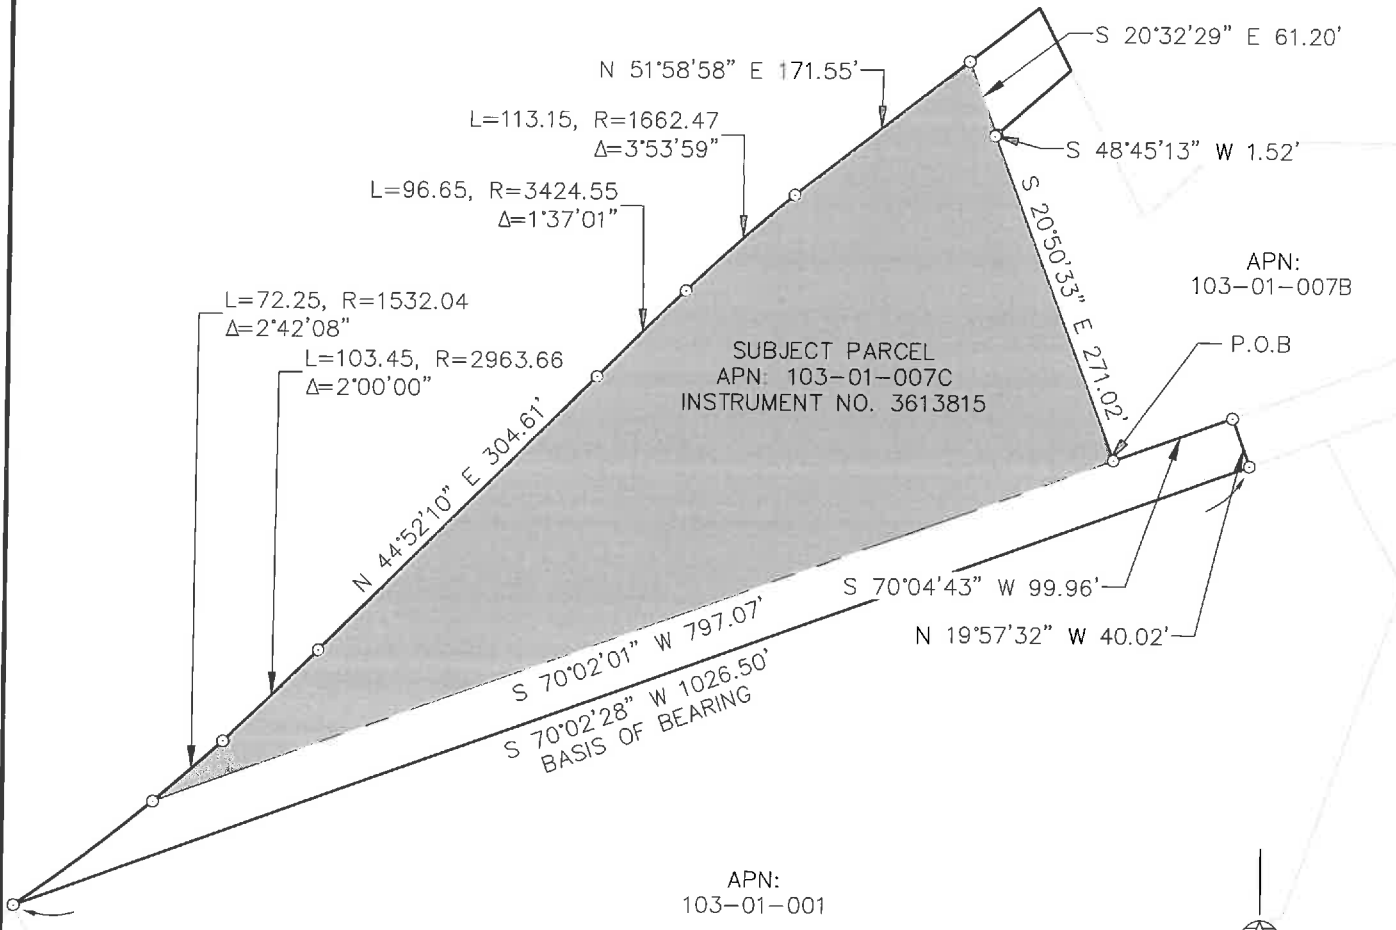 S 20°32'29" E 61.20'
N 51°58'58" E 171.55'
L=113.15, R=1662.47
Δ=3°53'59"
S 48°45'13" W 1.52'
L=96.65, R=3424.55
Δ=1°37'01"
S 20°50'33" E 271.02'
APN:
103-01-007B
L=72.25, R=1532.04
Δ=2°42'08"
P.O.B
L=103.45, R=2963.66
Δ=2°00'00"
SUBJECT PARCEL
APN: 103-01-007C
INSTRUMENT NO. 3613815
N 44°52'10" E 304.61'
S 70°04'43" W 99.96'
N 19°57'32" W 40.02'
S 70°02'01" W 797.07'
S 70°02'28" W 1026.50'
BASIS OF BEARING
APN:
103-01-001